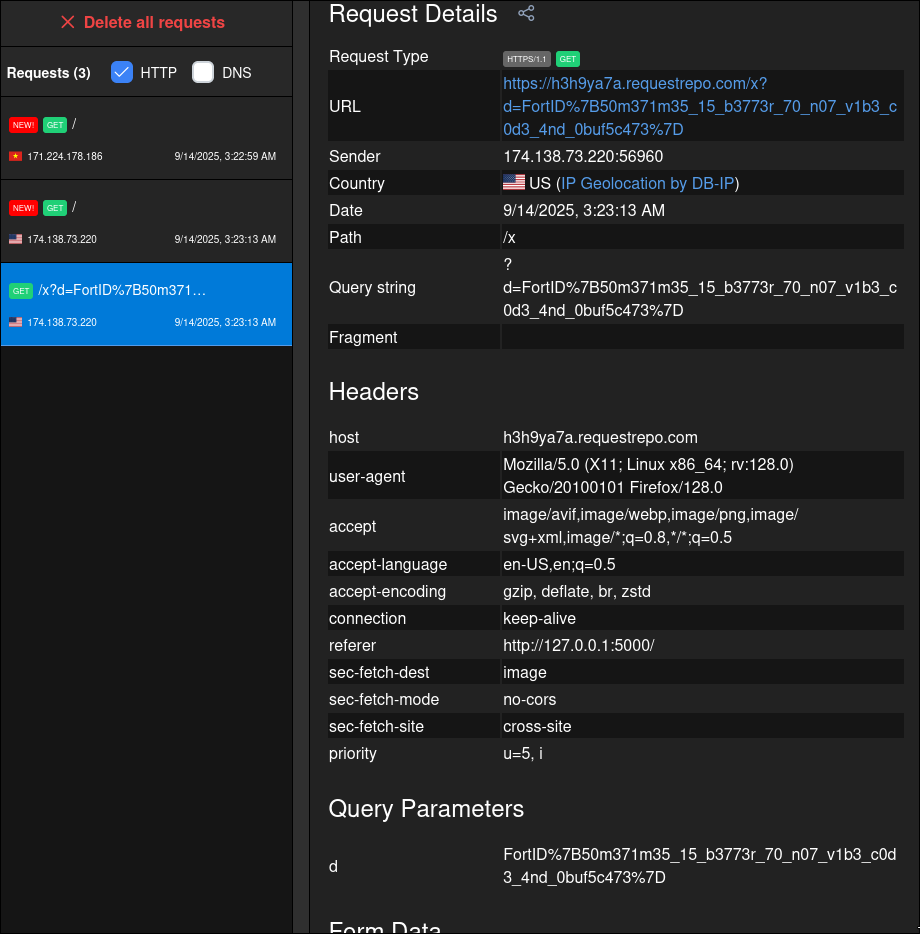 Delete all requests
Requests (3)
HTTP
DNS
NEW! GET /
171.224.178.186 9/14/2025, 3:22:59 AM
NEW! GET /
174.138.73.220 9/14/2025, 3:23:13 AM
GET /x?d=FortID%7B50m371...
174.138.73.220 9/14/2025, 3:23:13 AM
Request Details
Request Type HTTPS/1.1 GET
URL https://h3h9ya7a.requestrepo.com/x?
d=FortID%7B50m371m35_15_b3773r_70_n07_v1b3_c
0d3_4nd_0buf5c473%7D
Sender 174.138.73.220:56960
Country US (IP Geolocation by DB-IP)
Date 9/14/2025, 3:23:13 AM
Path /x
Query string ?
d=FortID%7B50m371m35_15_b3773r_70_n07_v1b3_c
0d3_4nd_0buf5c473%7D
Fragment
Headers
host h3h9ya7a.requestrepo.com
user-agent Mozilla/5.0 (X11; Linux x86_64; rv:128.0)
Gecko/20100101 Firefox/128.0
accept image/avif,image/webp,image/png,image/
svg+xml,image/*;q=0.8,*/*;q=0.5
accept-language en-US,en;q=0.5
accept-encoding gzip, deflate, br, zstd
connection keep-alive
referer http://127.0.0.1:5000/
sec-fetch-dest image
sec-fetch-mode no-cors
sec-fetch-site cross-site
priority u=5, i
Query Parameters
d FortID%7B50m371m35_15_b3773r_70_n07_v1b3_c0d
3_4nd_0buf5c473%7D
Form Data